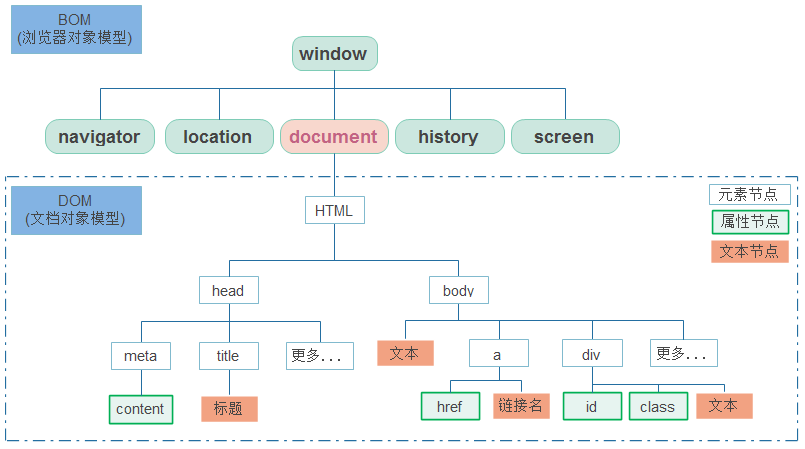 BOM
(浏览器对象模型)
window
navigator
location
document
history
screen
DOM
(文档对象模型)
元素节点
属性节点
文本节点
HTML
head
body
meta
title
更多...
文本
a
div
更多...
content
标题
href
链接名
id
class
文本